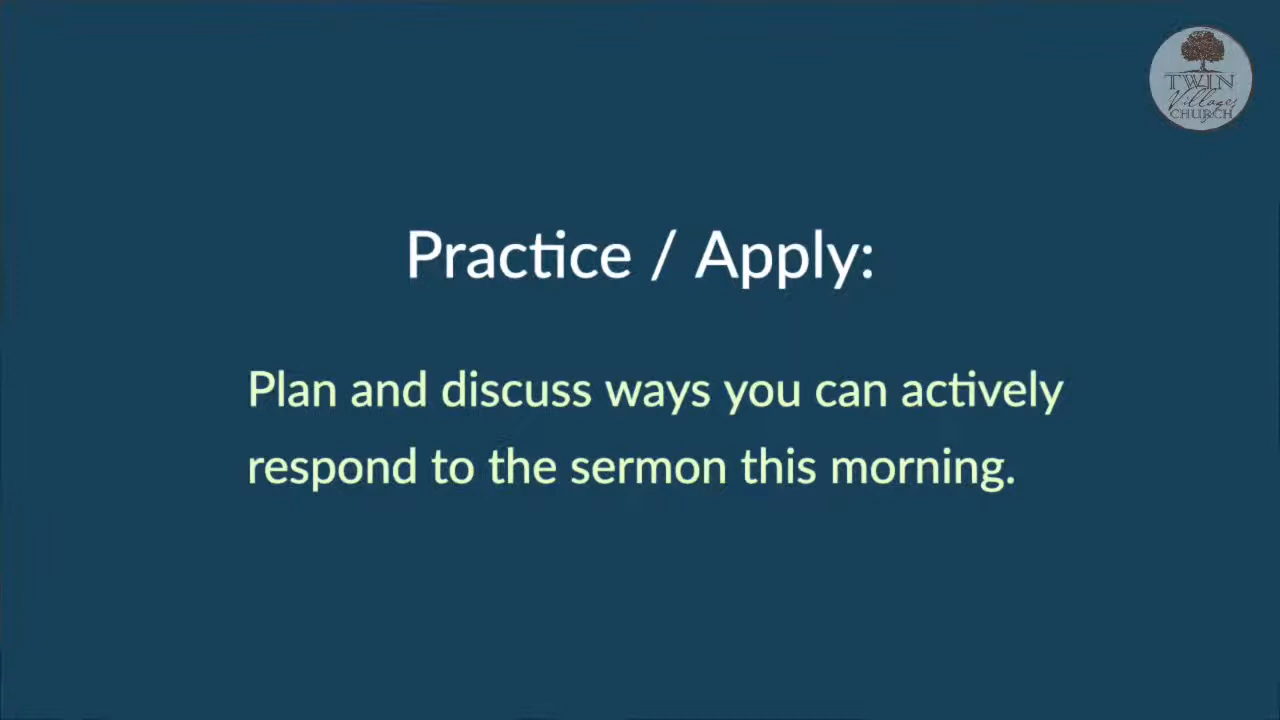 TWIN
Villages
CHURCH
Practice / Apply:
Plan and discuss ways you can actively
respond to the sermon this morning.